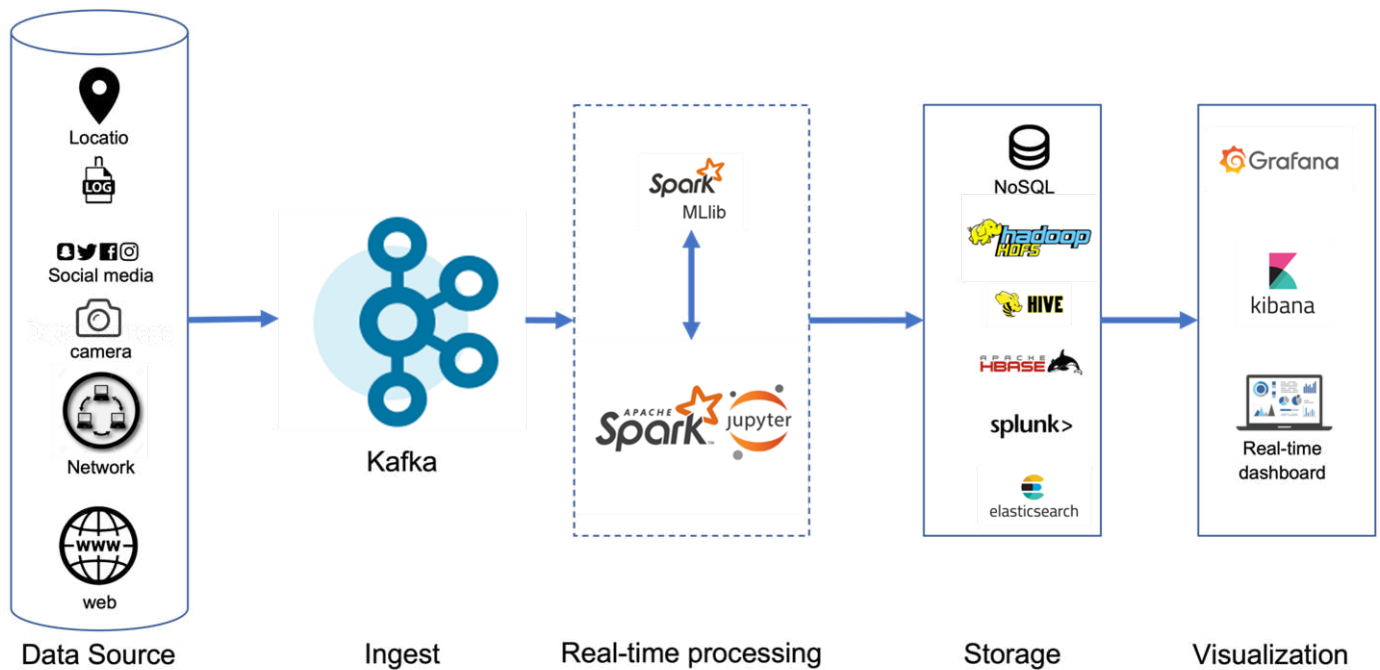 Locatio
LOG
Social media
camera
Network
WWW
web
Data Source
Kafka
Ingest
Spark
MLlib
APACHE
Spark™
jupyter
Real-time processing
NoSQL
hadoop
HDFS
HIVE
APACHE
HBASE
splunk>
elasticsearch
Storage
Grafana
kibana
Real-time
dashboard
Visualization